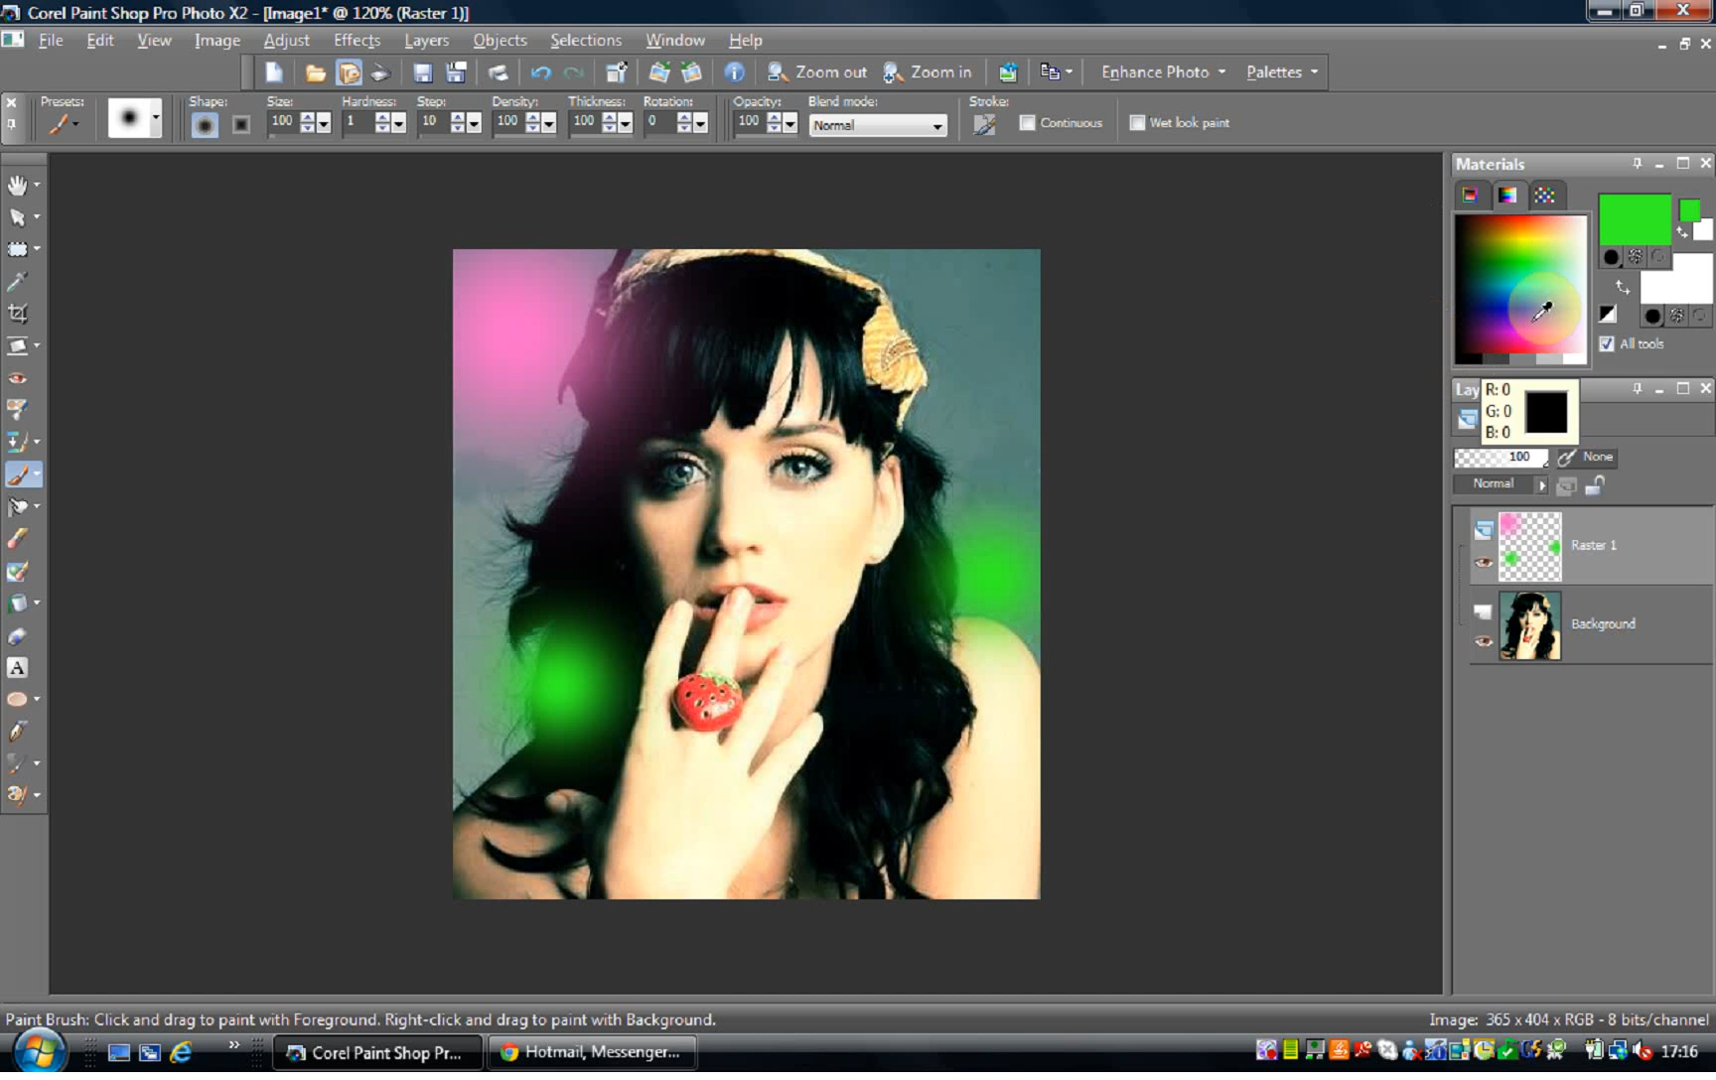 Corel Paint Shop Pro Photo X2 - [Image1* @ 120% (Raster 1)]
File Edit View Image Adjust Effects Layers Objects Selections Window Help
Zoom out Zoom in Enhance Photo Palettes
Presets: Shape: Size: Hardness: Step: Density: Thickness: Rotation: Opacity: Blend mode: Stroke:
100 1 10 100 100 0 100 Normal Continuous Wet look paint
Materials
All tools
Lay
R: 0
G: 0
B: 0
100 None
Normal
Raster 1
Background
A
Paint Brush: Click and drag to paint with Foreground. Right-click and drag to paint with Background.
Image: 365 x 404 x RGB - 8 bits/channel
Corel Paint Shop Pr...
Hotmail, Messenger...
17:16